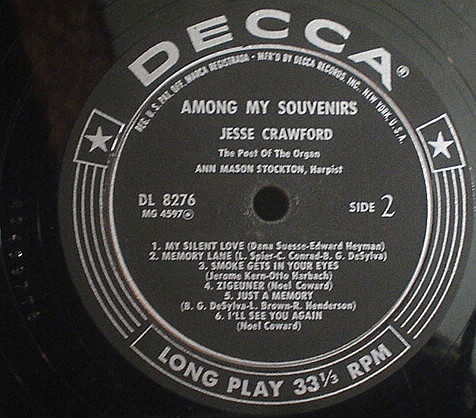 DECCA®
REG. U.S. PAT. OFF. MARCA REGISTRADA • MFR'D BY DECCA RECORDS, INC., NEW YORK, U.S.A.
AMONG MY SOUVENIRS
JESSE CRAWFORD
The Poet Of The Organ
ANN MASON STOCKTON, Harpist
DL 8276
MG 4597
SIDE 2
1. MY SILENT LOVE (Dana Suesse-Edward Heyman)
2. MEMORY LANE (L. Spier-C. Conrad-B. G. DeSylva)
3. SMOKE GETS IN YOUR EYES
(Jerome Kern-Otto Harbach)
4. ZIGEUNER (Noel Coward)
5. JUST A MEMORY
(B. G. DeSylva-L. Brown-R. Henderson)
6. I'LL SEE YOU AGAIN
(Noel Coward)
LONG PLAY 33⅓ RPM